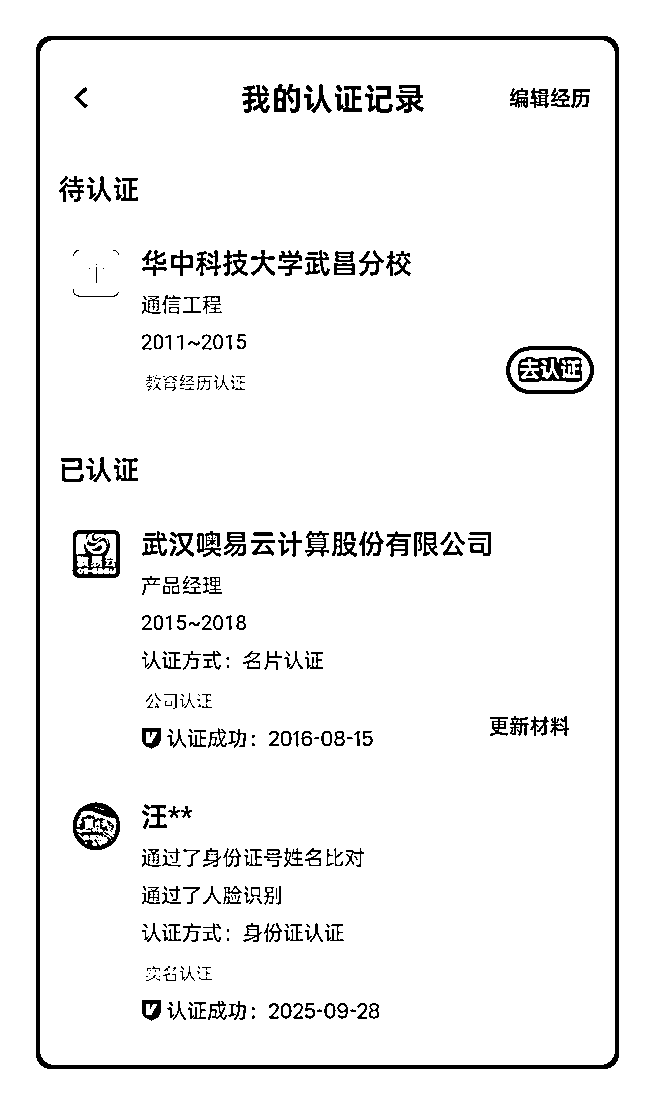 我的认证记录
编辑经历
待认证
华中科技大学武昌分校
通信工程
2011~2015
教育经历认证
去认证
已认证
武汉噢易云计算股份有限公司
产品经理
2015~2018
认证方式：名片认证
公司认证
认证成功：2016-08-15
更新材料
汪**
通过了身份证号姓名比对
通过了人脸识别
认证方式：身份证认证
实名认证
认证成功：2025-09-28